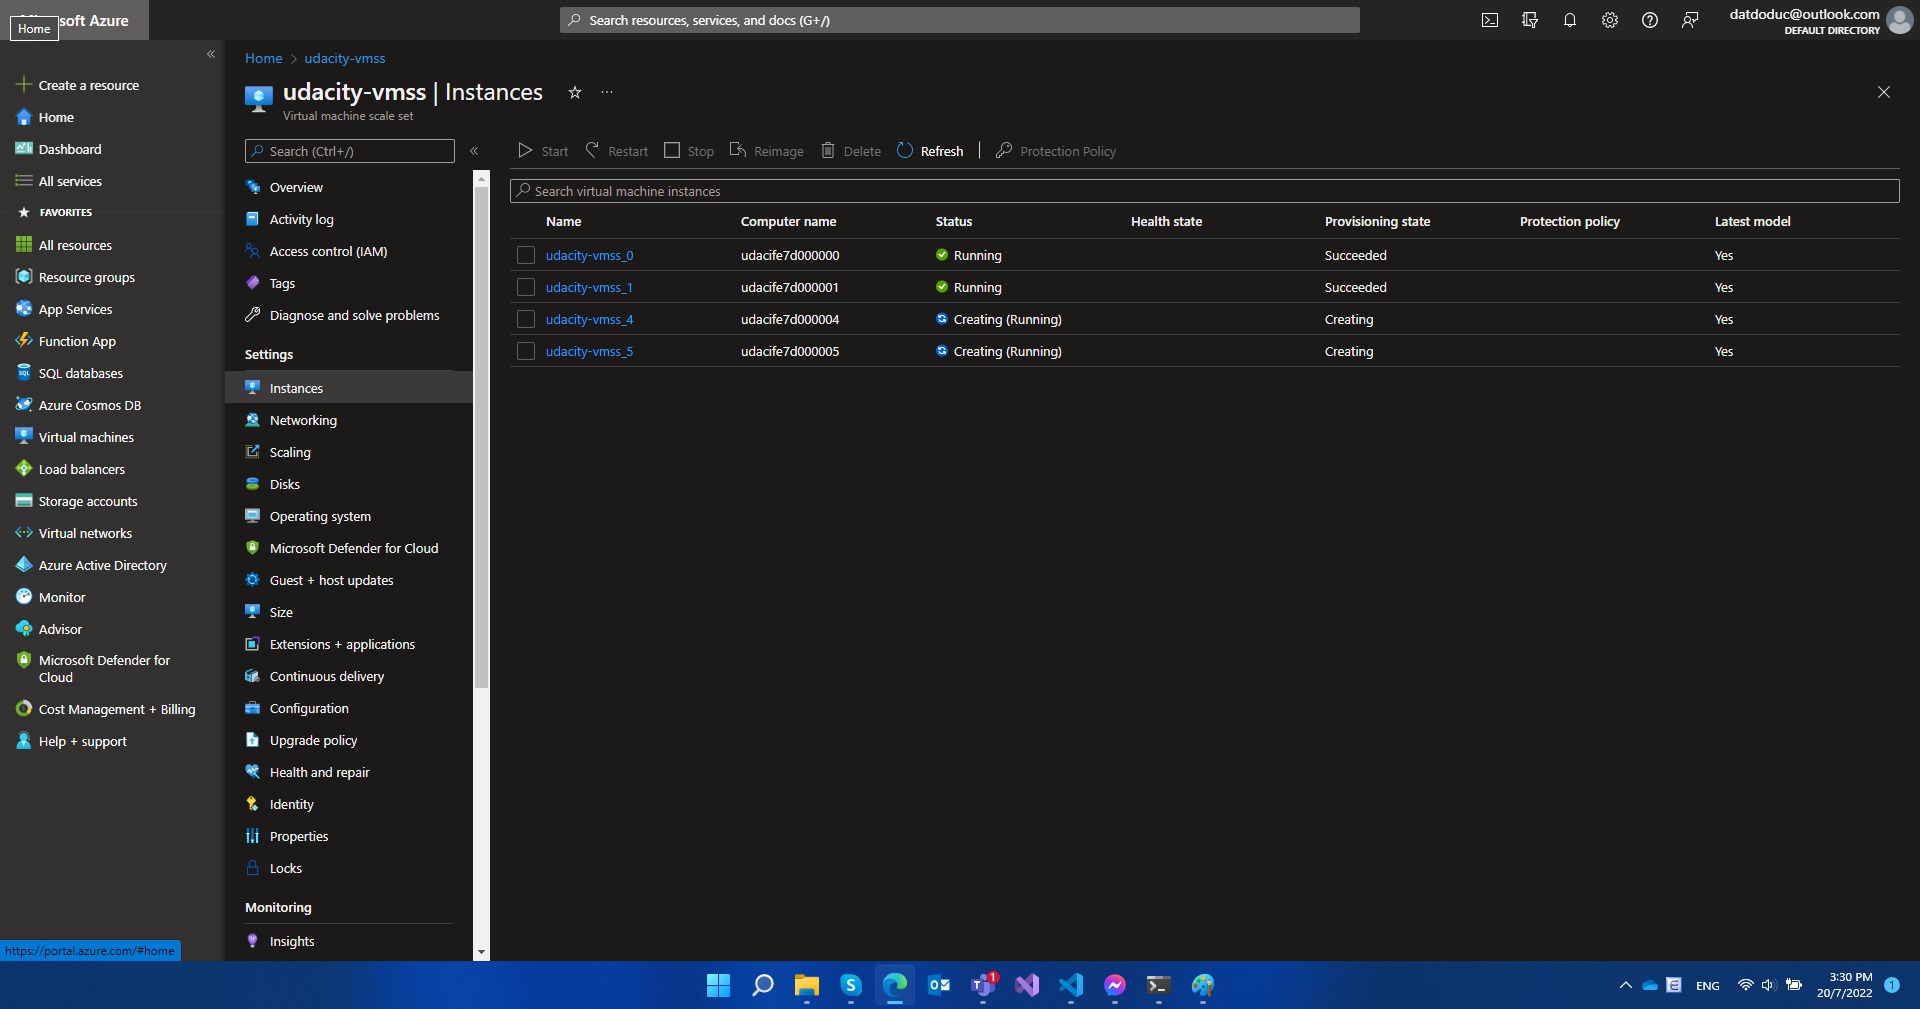 soft Azure
Home
Search resources, services, and docs (G+/)
datdoduc@outlook.com
DEFAULT DIRECTORY
«
Create a resource
Home
Dashboard
All services
FAVORITES
All resources
Resource groups
App Services
Function App
SQL databases
Azure Cosmos DB
Virtual machines
Load balancers
Storage accounts
Virtual networks
Azure Active Directory
Monitor
Advisor
Microsoft Defender for
Cloud
Cost Management + Billing
Help + support
https://portal.azure.com/#home
Home > udacity-vmss
udacity-vmss | Instances
Virtual machine scale set
Search (Ctrl+/)
«
Overview
Activity log
Access control (IAM)
Tags
Diagnose and solve problems
Settings
Instances
Networking
Scaling
Disks
Operating system
Microsoft Defender for Cloud
Guest + host updates
Size
Extensions + applications
Continuous delivery
Configuration
Upgrade policy
Health and repair
Identity
Properties
Locks
Monitoring
Insights
Start Restart Stop Reimage Delete Refresh | Protection Policy
Search virtual machine instances
Name Computer name Status Health state Provisioning state Protection policy Latest model
udacity-vmss_0 udacife7d000000 Running Succeeded Yes
udacity-vmss_1 udacife7d000001 Running Succeeded Yes
udacity-vmss_4 udacife7d000004 Creating (Running) Creating Yes
udacity-vmss_5 udacife7d000005 Creating (Running) Creating Yes
1
ENG
3:30 PM
20/7/2022
1